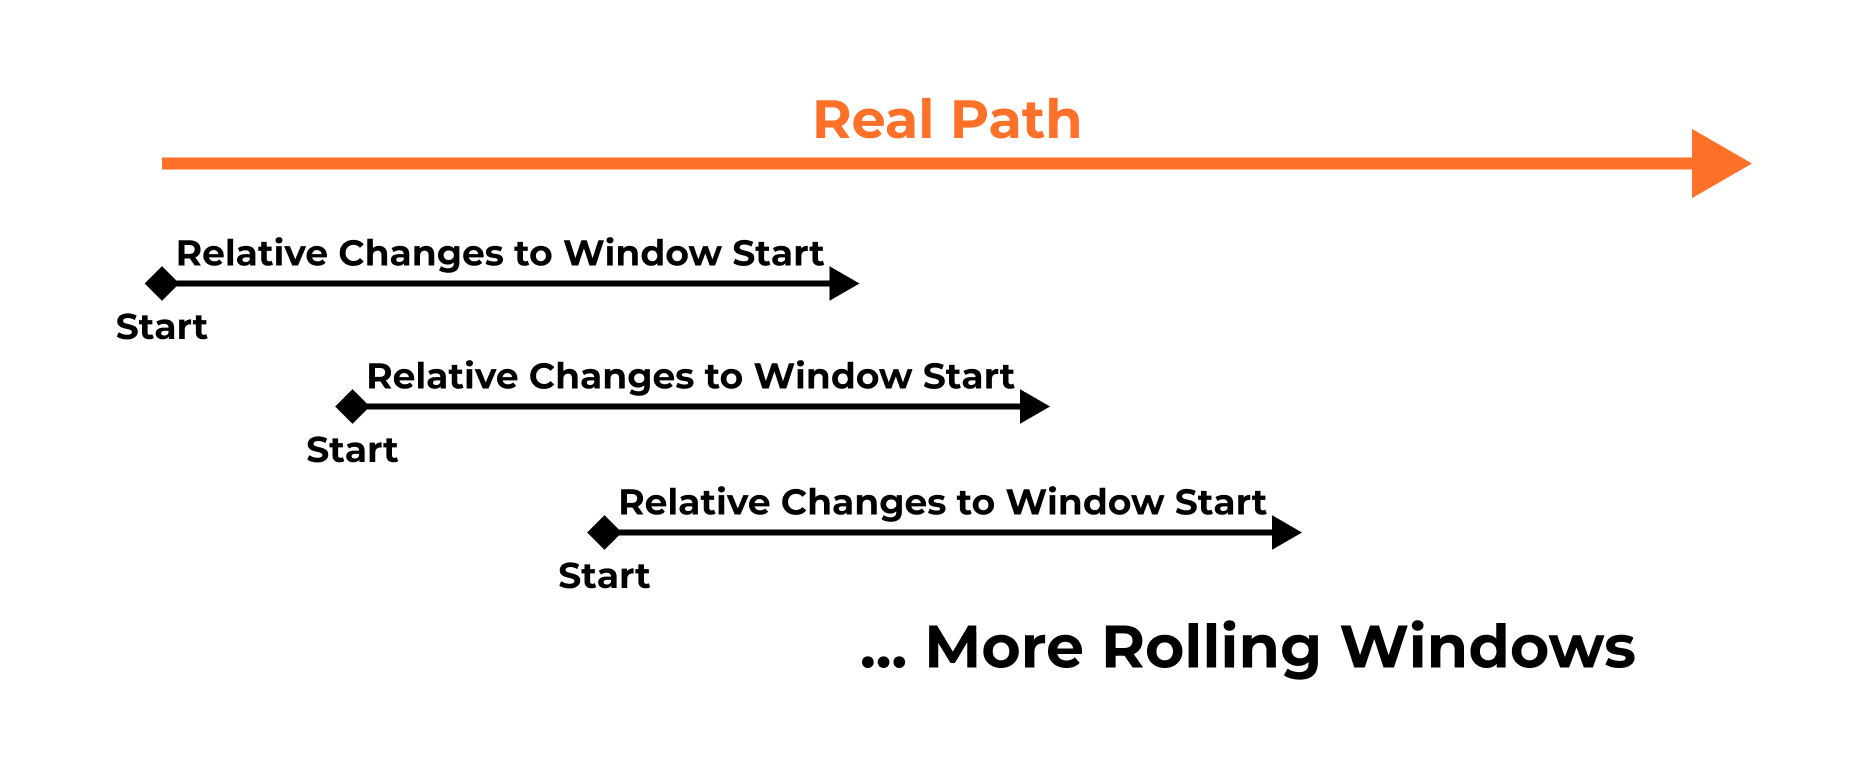 Real Path
Relative Changes to Window Start
Start
Relative Changes to Window Start
Start
Relative Changes to Window Start
Start
... More Rolling Windows